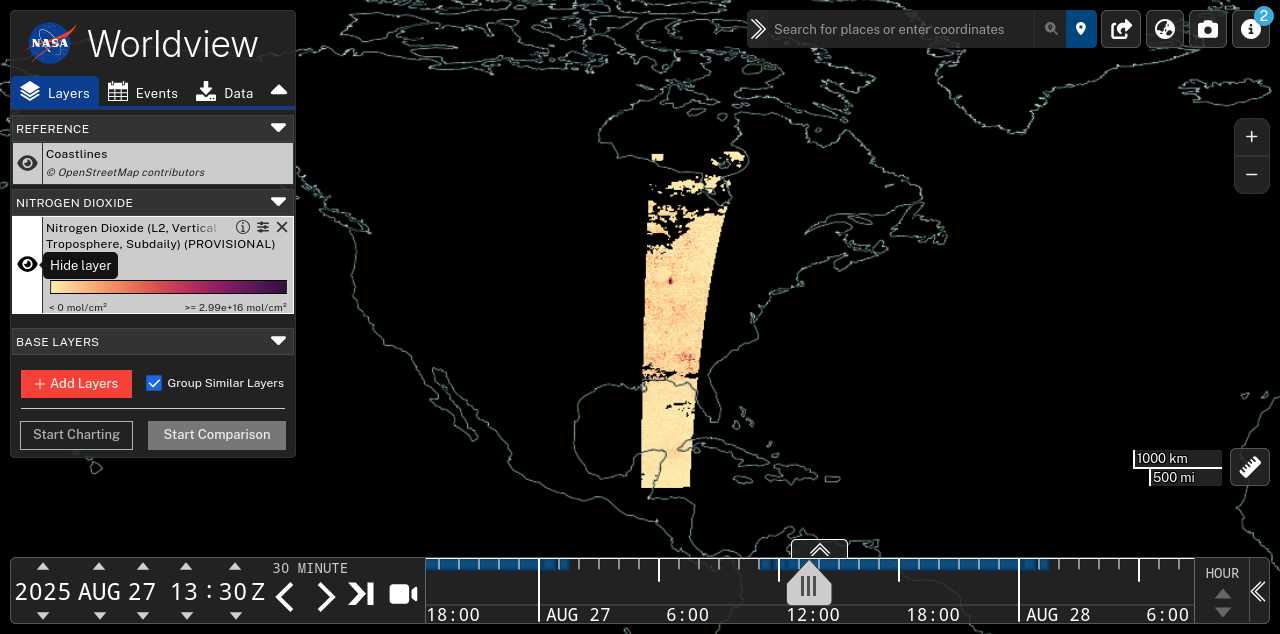 NASA
Worldview
Layers
Events
Data
REFERENCE
Coastlines
© OpenStreetMap contributors
NITROGEN DIOXIDE
Nitrogen Dioxide (L2, Vertical
Troposphere, Subdaily) (PROVISIONAL)
Hide layer
< 0 mol/cm²
>= 2.99e+16 mol/cm²
BASE LAYERS
+ Add Layers
Group Similar Layers
Start Charting
Start Comparison
Search for places or enter coordinates
2
1000 km
500 mi
2025 AUG 27 13 : 30 Z
30 MINUTE
18:00
AUG 27
6:00
12:00
18:00
AUG 28
6:00
HOUR